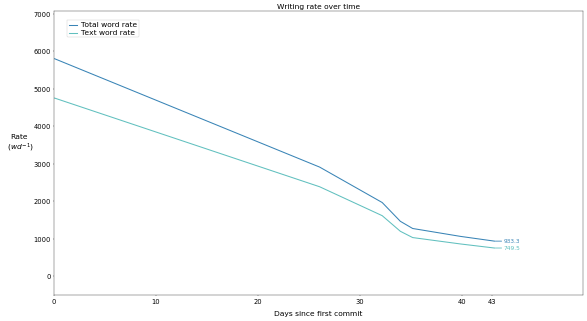 Writing rate over time
7000
Total word rate
Text word rate
6000
5000
4000
Rate
(wd⁻¹)
3000
2000
1000
933.3
749.5
0
0 10 20 30 40 43
Days since first commit